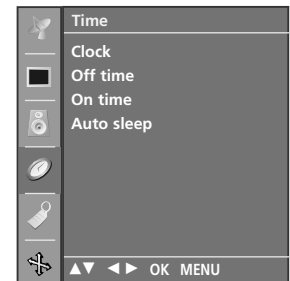 Time
Clock
Off time
On time
Auto sleep
▲▼ ◄► OK MENU